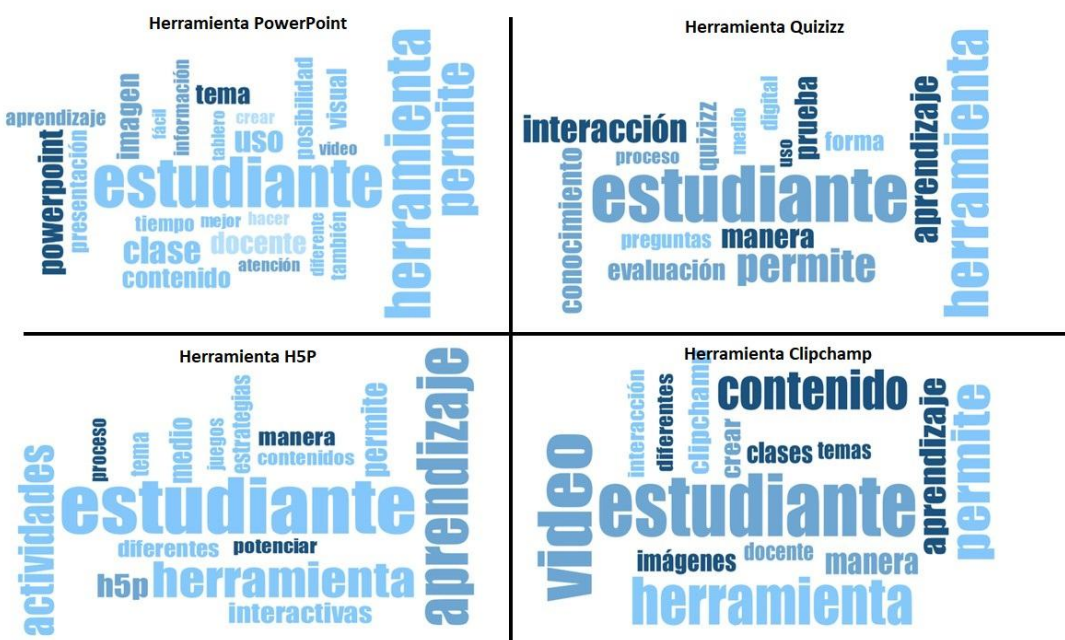 Herramienta PowerPoint
aprendizaje
powerpoint
presentación
imagen
fácil
información
tema
tablero
crear
uso
posibilidad
visual
video
estudiante
tiempo
mejor
hacer
clase
docente
contenido
atención
diferente
también
herramienta
permite
Herramienta Quizizz
interacción
conocimiento
proceso
quizizz
medio
digital
uso
prueba
forma
estudiante
preguntas
manera
evaluación
permite
aprendizaje
herramienta
Herramienta H5P
actividades
proceso
tema
medio
juegos
estrategias
manera
contenidos
permite
estudiante
diferentes
potenciar
h5p
herramienta
interactivas
aprendizaje
Herramienta Clipchamp
video
interacción
diferentes
clipchamp
contenido
crear
clases
temas
estudiante
imágenes
docente
manera
herramienta
aprendizaje
permite